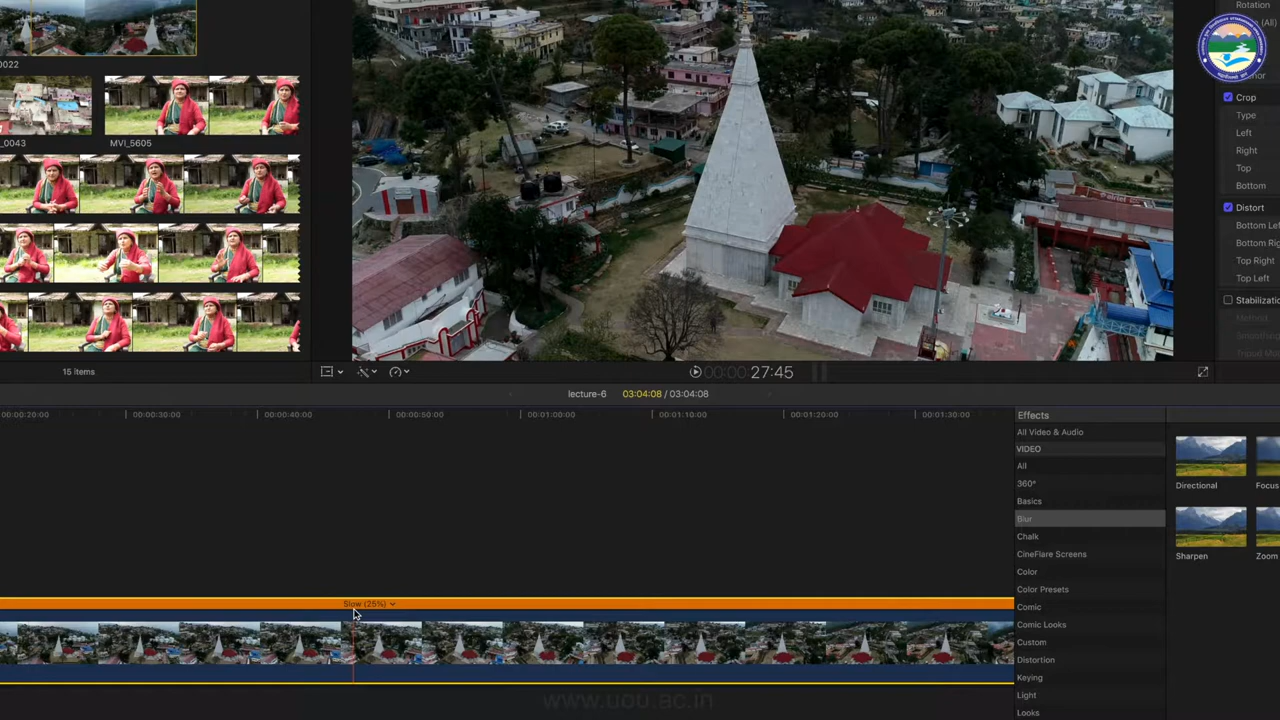 Rotation
(All)
0022
Crop
Type
_0043
MVI_5605
Left
Right
Top
Bottom
Distort
Bottom Le
Bottom Ri
Top Right
Top Left
Stabilizatio
15 items
00:00:27:45
lecture-6
03:04:08 / 03:04:08
00:00:20:00
00:00:30:00
00:00:40:00
00:00:50:00
00:01:00:00
00:01:10:00
00:01:20:00
00:01:30:00
Effects
All Video & Audio
VIDEO
All
360°
Basics
Directional
Focus
Blur
Chalk
CineFlare Screens
Sharpen
Zoom
Color
Color Presets
Slow (25%)
Comic
Comic Looks
Custom
Distortion
Keying
Light
www.uou.ac.in
Looks